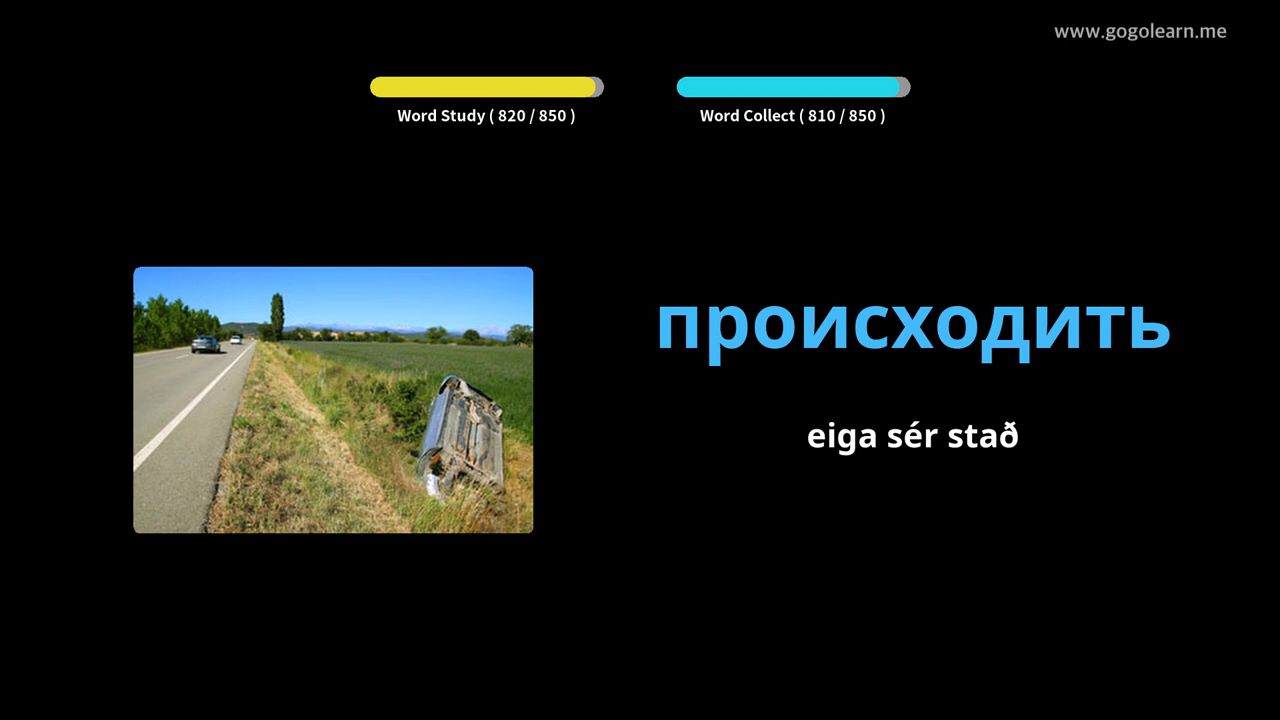 www.gogolearn.me
Word Study ( 820 / 850 )
Word Collect ( 810 / 850 )
происходить
eiga sér stað